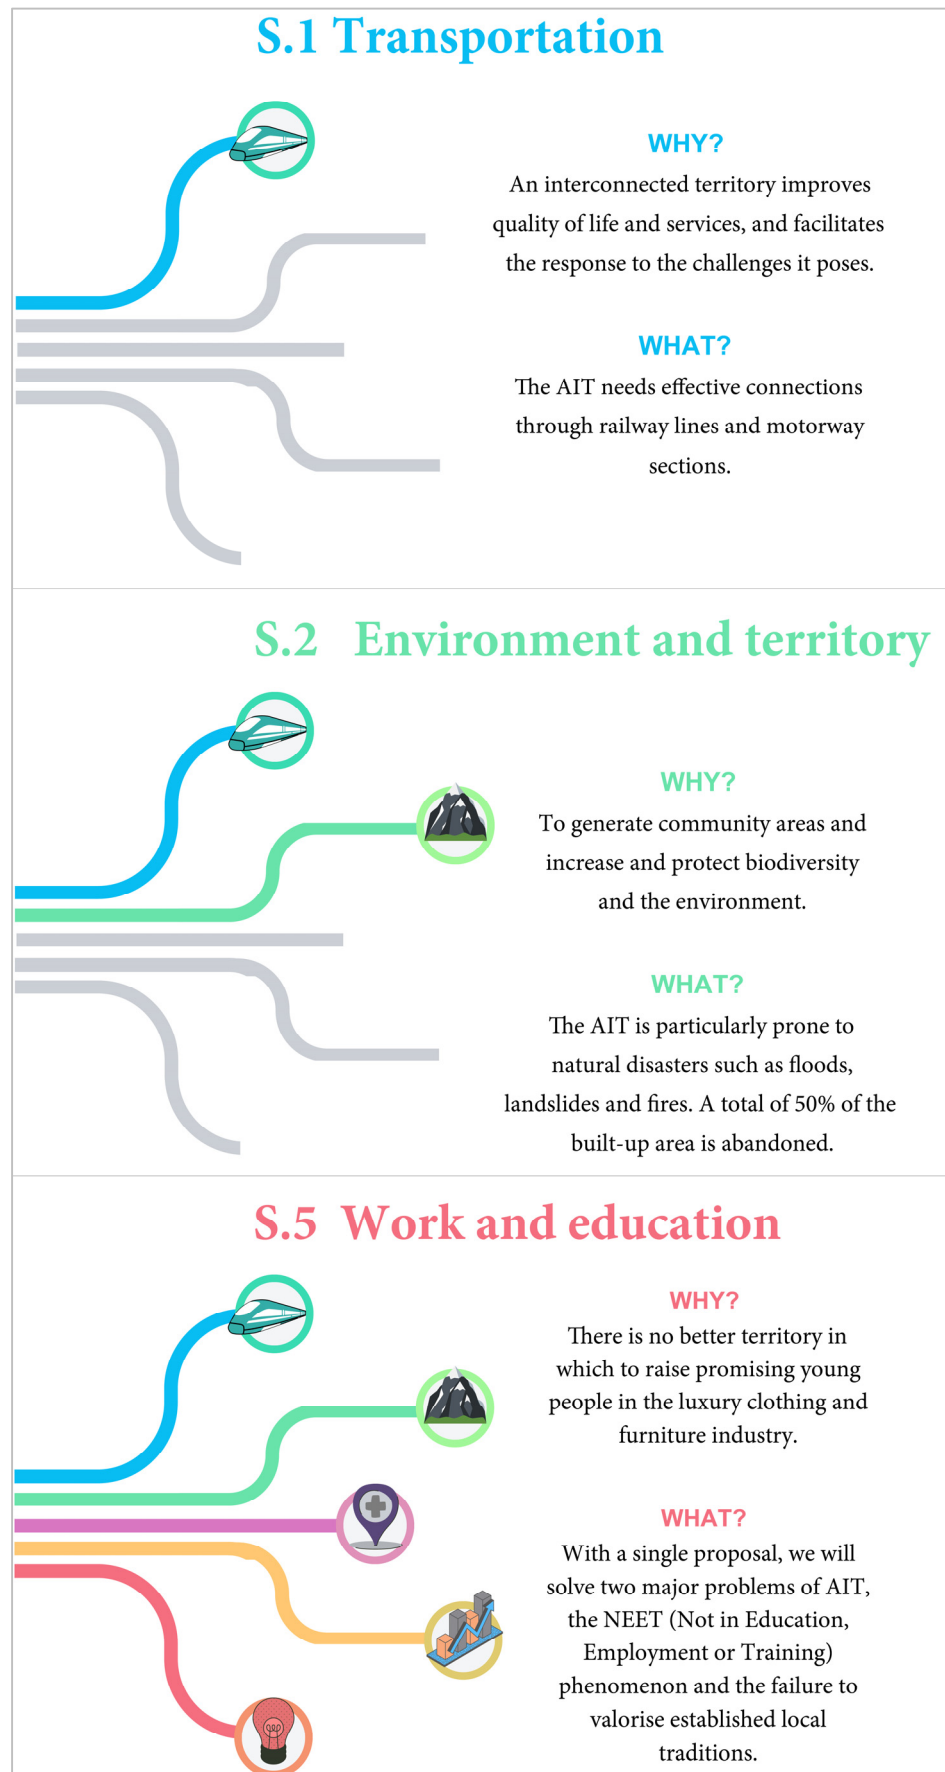 S.1 Transportation
WHY?
An interconnected territory improves
quality of life and services, and facilitates
the response to the challenges it poses.
WHAT?
The AIT needs effective connections
through railway lines and motorway
sections.
S.2 Environment and territory
WHY?
To generate community areas and
increase and protect biodiversity
and the environment.
WHAT?
The AIT is particularly prone to
natural disasters such as floods,
landslides and fires. A total of 50% of the
built-up area is abandoned.
S.5 Work and education
WHY?
There is no better territory in
which to raise promising young
people in the luxury clothing and
furniture industry.
WHAT?
With a single proposal, we will
solve two major problems of AIT,
the NEET (Not in Education,
Employment or Training)
phenomenon and the failure to
valorise established local
traditions.